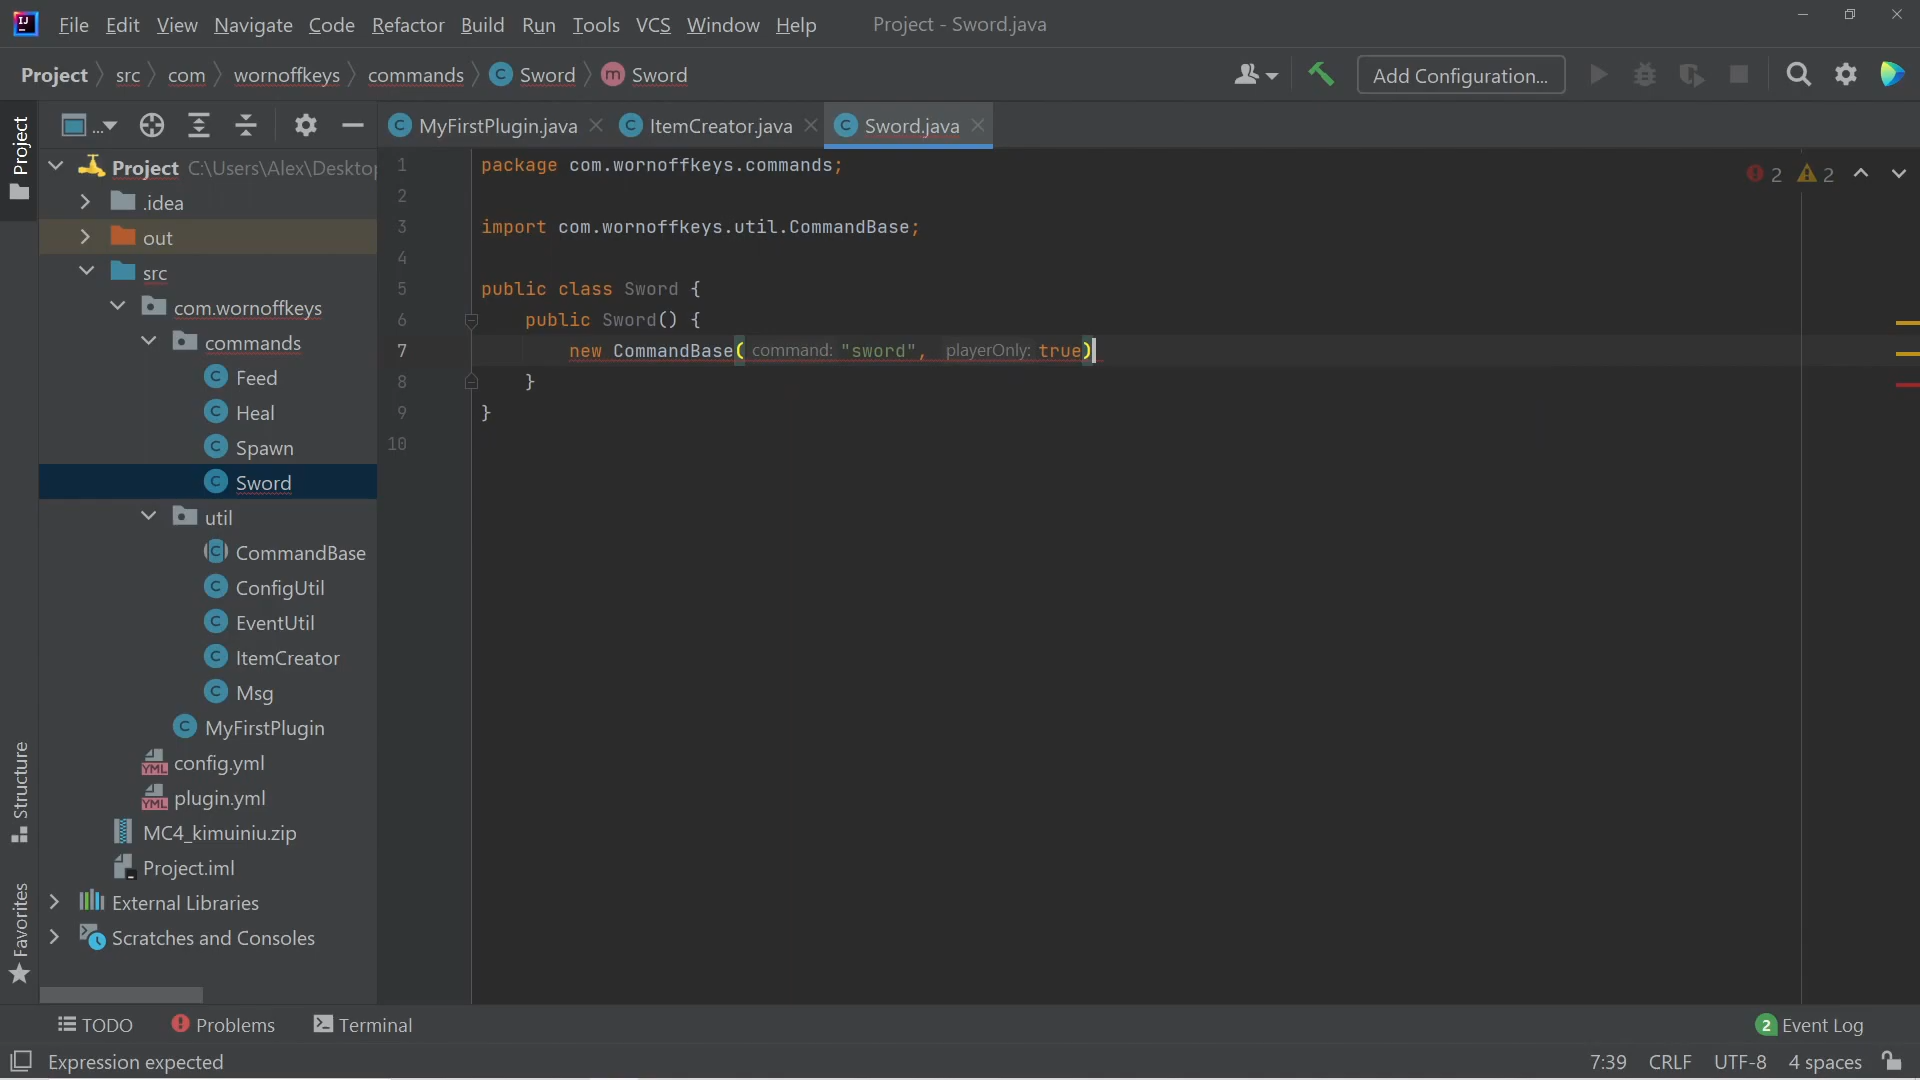 File Edit View Navigate Code Refactor Build Run Tools VCS Window Help Project - Sword.java
Project src com wornoffkeys commands Sword Sword Add Configuration...
Project ... MyFirstPlugin.java ItemCreator.java Sword.java
Project C:\Users\Alex\Desktop
.idea
out
src
com.wornoffkeys
commands
Feed
Heal
Spawn
Sword
util
CommandBase
ConfigUtil
EventUtil
ItemCreator
Msg
MyFirstPlugin
config.yml
plugin.yml
MC4_kimuiniu.zip
Project.iml
External Libraries
Scratches and Consoles
Structure
Favorites
1 package com.wornoffkeys.commands;
2
3 import com.wornoffkeys.util.CommandBase;
4
5 public class Sword {
6 public Sword() {
7 new CommandBase( command: "sword", playerOnly: true)
8 }
9 }
10
2 2
TODO Problems Terminal 2 Event Log
Expression expected 7:39 CRLF UTF-8 4 spaces